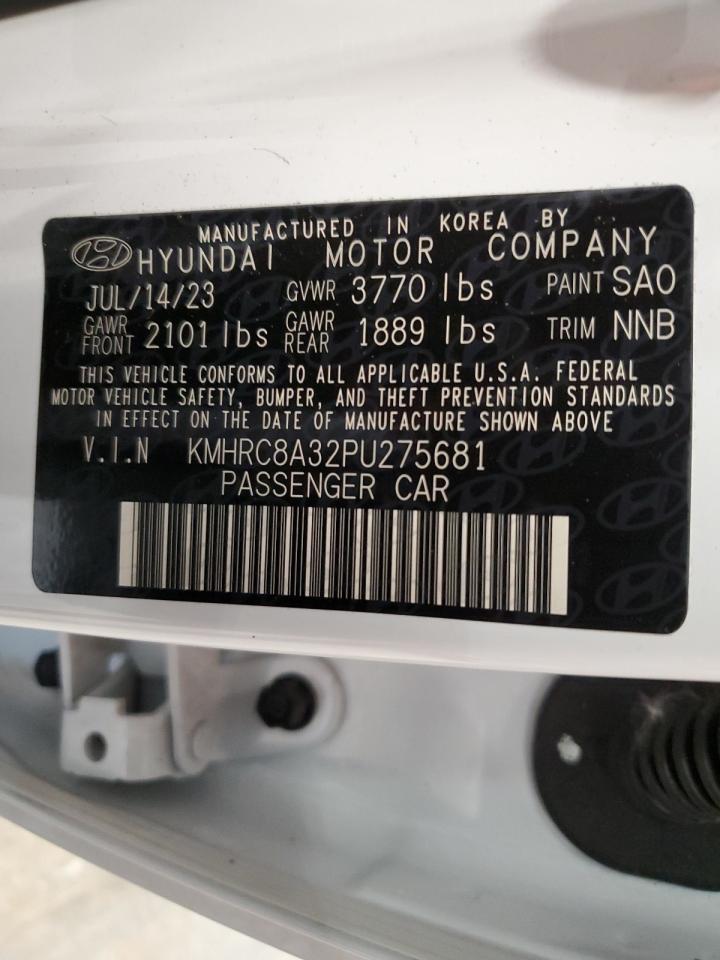 MANUFACTURED IN KOREA BY
HYUNDAI MOTOR COMPANY
JUL/14/23 GVWR 3770 lbs PAINT SAO
GAWR FRONT 2101 lbs GAWR REAR 1889 lbs TRIM NNB
THIS VEHICLE CONFORMS TO ALL APPLICABLE U.S.A. FEDERAL
MOTOR VEHICLE SAFETY, BUMPER, AND THEFT PREVENTION STANDARDS
IN EFFECT ON THE DATE OF MANUFACTURE SHOWN ABOVE
V.I.N KMHRC8A32PU275681
PASSENGER CAR